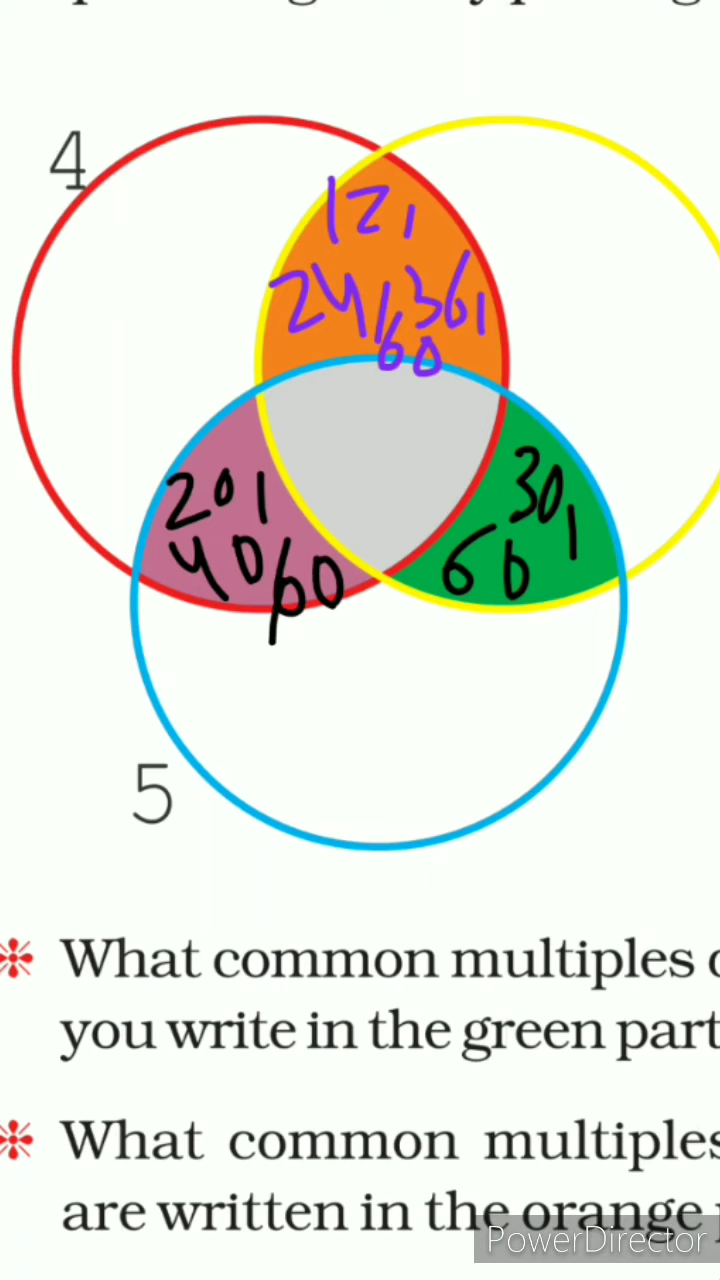 4
12,
24, 36,
60
20,
40, 60
30,
60
5
What common multiples
you write in the green part
What common multiples
are written in the orange
PowerDirector